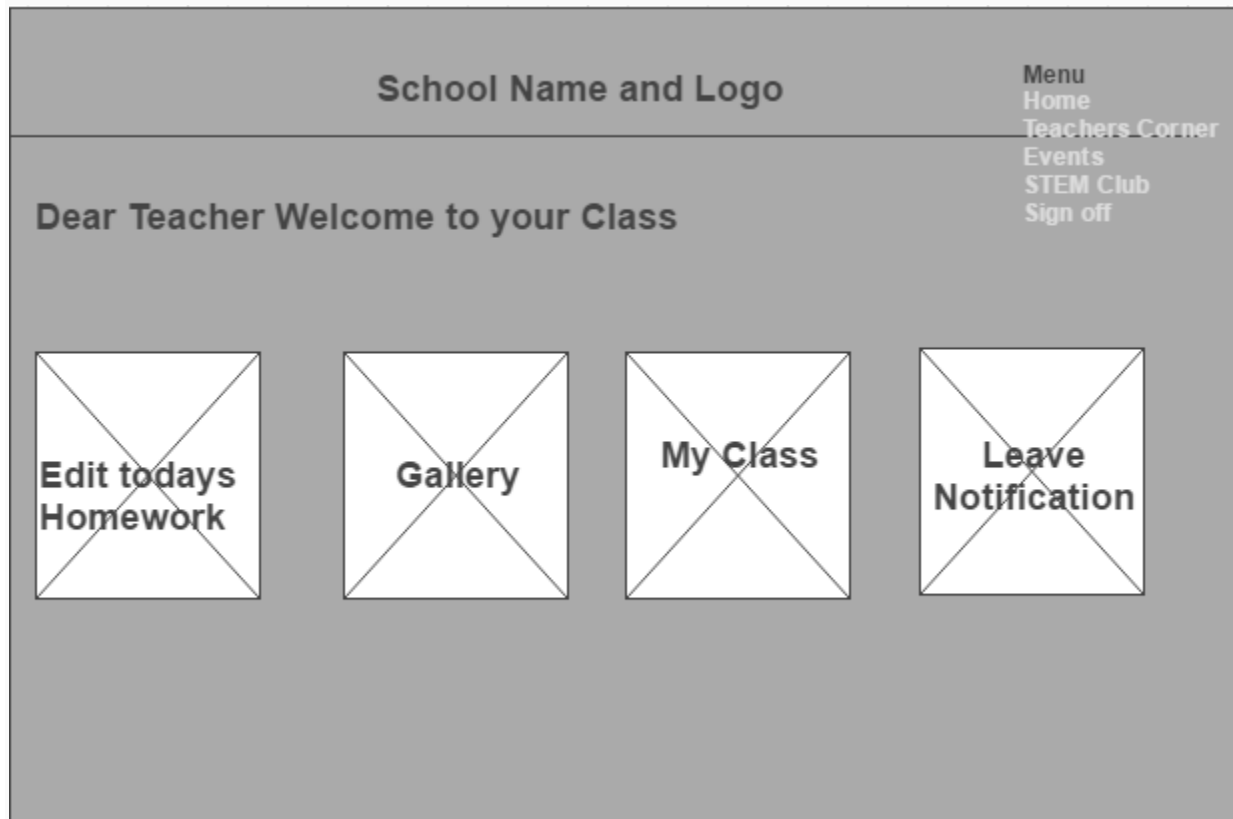 School Name and Logo
Menu
Home
Teachers Corner
Events
STEM Club
Sign off
Dear Teacher Welcome to your Class
Edit todays
Homework
Gallery
My Class
Leave
Notification